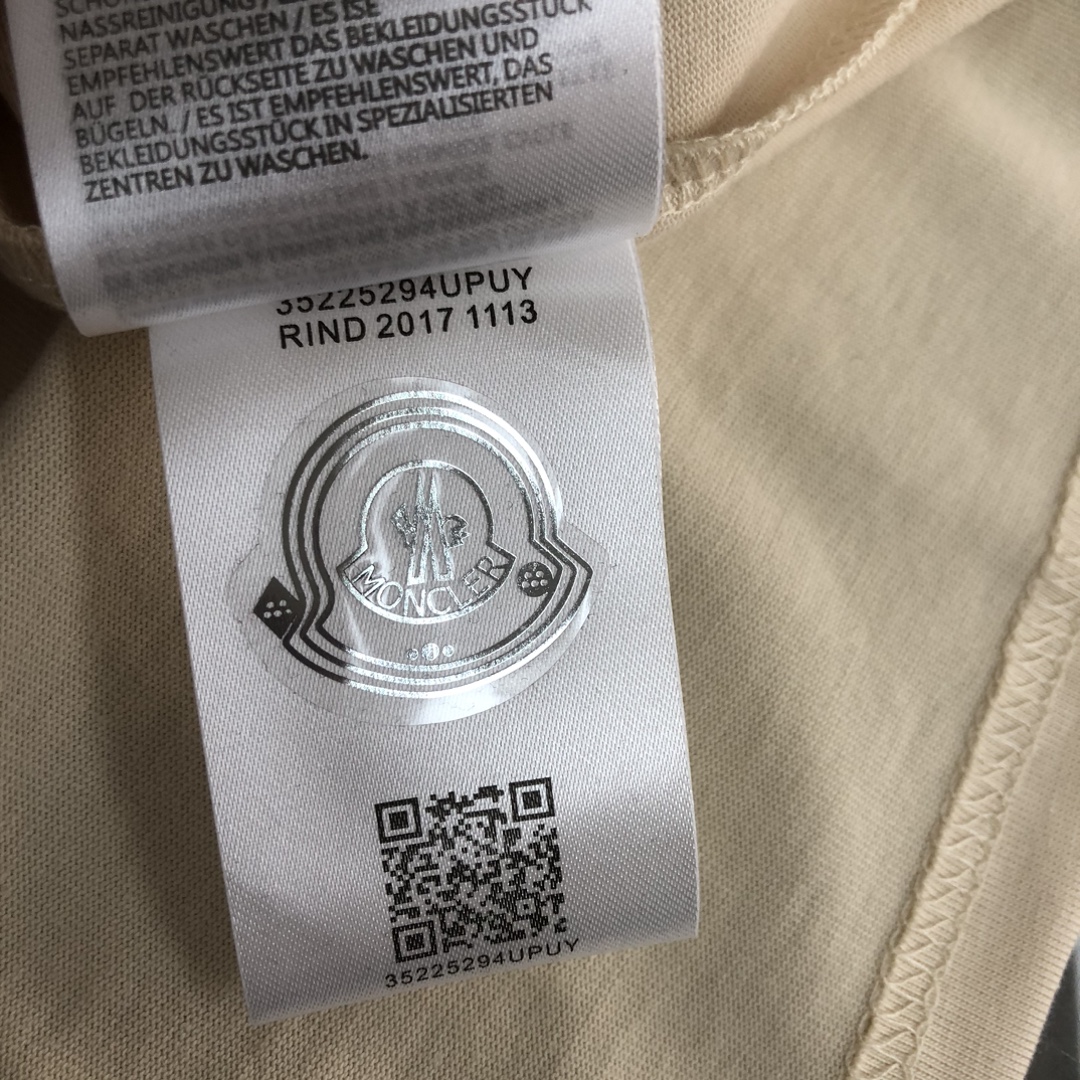 NASSREINIGUNG /
SEPARAT WASCHEN / ES ISE
EMPFEHLENSWERT DAS BEKLEIDUNGSSTÜCK
AUF DER RÜCKSEITE ZU WASCHEN UND
BÜGELN. / ES IST EMPFEHLENSWERT, DAS
BEKLEIDUNGSSTÜCK IN SPEZIALISIERTEN
ZENTREN ZU WASCHEN.
35225294UPUY
RIND 2017 1113
MONCLER
35225294UPUY